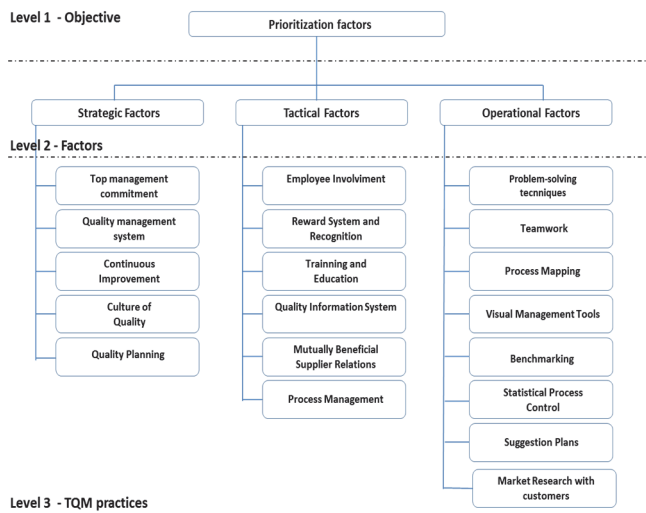 Level 1 - Objective
Prioritization factors
Strategic Factors
Tactical Factors
Operational Factors
Level 2 - Factors
Top management
commitment
Quality management
system
Continuous
Improvement
Culture of
Quality
Quality Planning
Employee Involviment
Reward System and
Recognition
Trainning and
Education
Quality Information System
Mutually Beneficial
Supplier Relations
Process Management
Problem-solving
tecnniques
Teamwork
Process Mapping
Visual Management Tools
Benchmarking
Statistical Process
Control
Suggestion Plans
Market Research with
customers
Level 3 - TQM practices